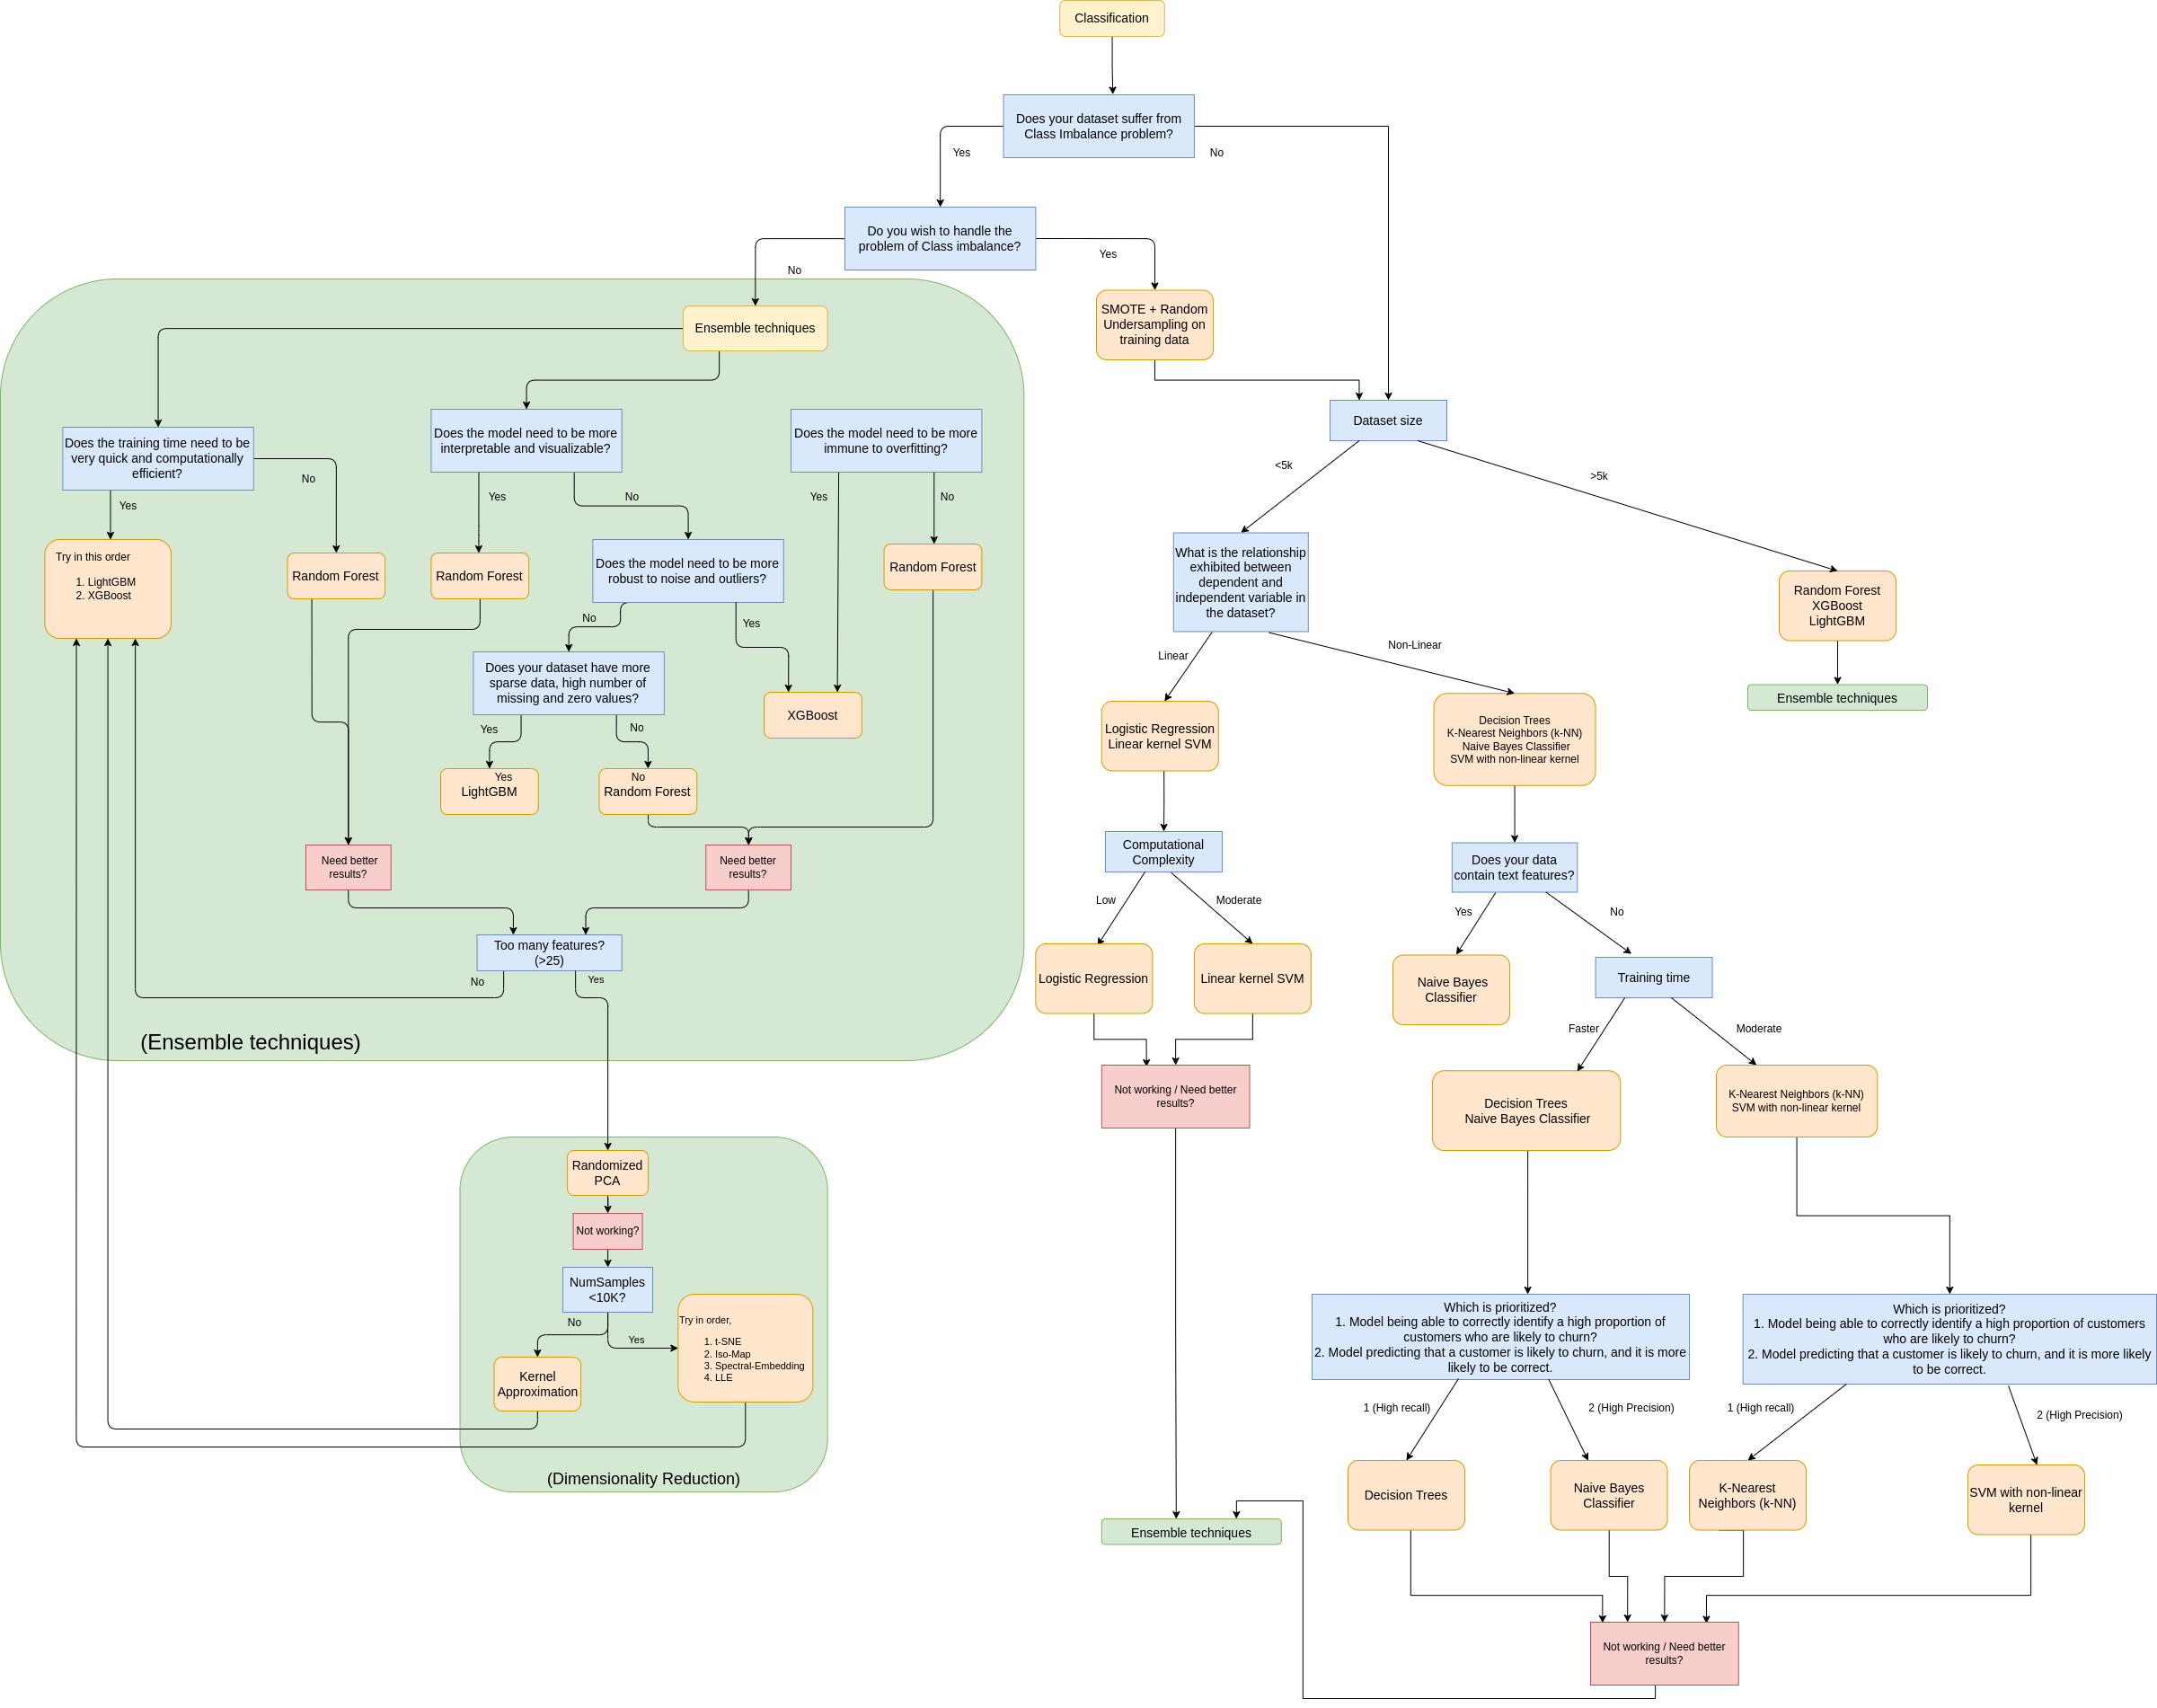 Classification
Does your dataset suffer from
Class Imbalance problem?
Yes
No
Do you wish to handle the
problem of Class imbalance?
No
Yes
Ensemble techniques
SMOTE + Random
Undersampling on
training data
Dataset size
<5k
>5k
Does the training time need to be
very quick and computationally
efficient?
Does the model need to be more
interpretable and visualizable?
Does the model need to be more
immune to overfitting?
No
Yes
Yes
No
Yes
No
Try in this order
1. LightGBM
2. XGBoost
Random Forest
Random Forest
Does the model need to be more
robust to noise and outliers?
Random Forest
No
Yes
Does your dataset have more
sparse data, high number of
missing and zero values?
XGBoost
Yes
No
Yes
LightGBM
No
Random Forest
Need better
results?
Need better
results?
Too many features?
(>25)
No
Yes
(Ensemble techniques)
What is the relationship
exhibited between
dependent and
independent variable in
the dataset?
Random Forest
XGBoost
LightGBM
Ensemble techniques
Linear
Non-Linear
Logistic Regression
Linear kernel SVM
Decision Trees
K-Nearest Neighbors (k-NN)
Naive Bayes Classifier
SVM with non-linear kernel
Computational
Complexity
Does your data
contain text features?
Low
Moderate
Yes
No
Logistic Regression
Linear kernel SVM
Naive Bayes
Classifier
Training time
Faster
Moderate
Not working / Need better
results?
Decision Trees
Naive Bayes Classifier
K-Nearest Neighbors (k-NN)
SVM with non-linear kernel
Randomized
PCA
Not working?
NumSamples
<10K?
No
Yes
Try in order,
1. t-SNE
2. Iso-Map
3. Spectral-Embedding
4. LLE
Kernel
Approximation
(Dimensionality Reduction)
Which is prioritized?
1. Model being able to correctly identify a high proportion of
customers who are likely to churn?
2. Model predicting that a customer is likely to churn, and it is more
likely to be correct.
Which is prioritized?
1. Model being able to correctly identify a high proportion of customers
who are likely to churn?
2. Model predicting that a customer is likely to churn, and it is more likely
to be correct.
1 (High recall)
2 (High Precision)
1 (High recall)
2 (High Precision)
Decision Trees
Naive Bayes
Classifier
K-Nearest
Neighbors (k-NN)
SVM with non-linear
kernel
Ensemble techniques
Not working / Need better
results?